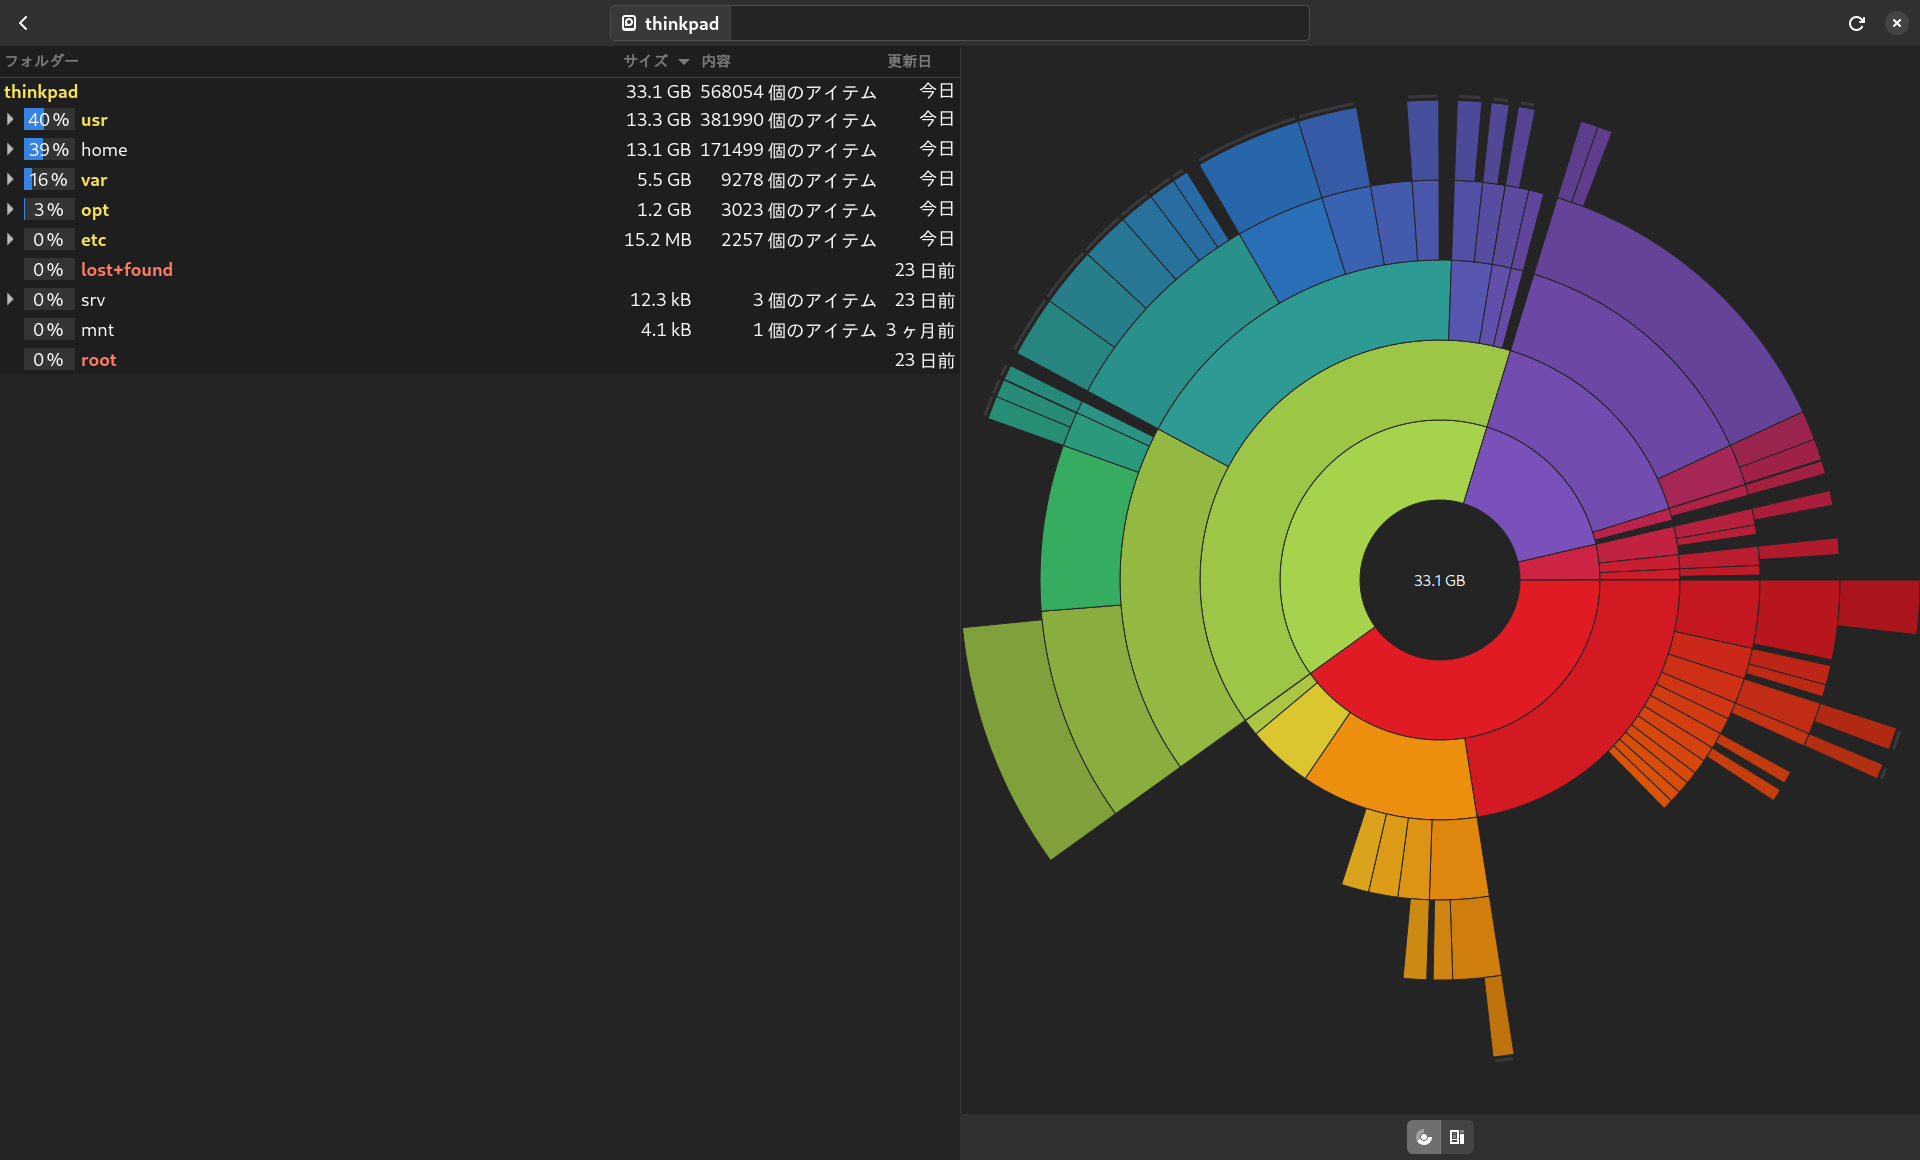 thinkpad
フォルダー サイズ 内容 更新日
thinkpad 33.1 GB 568054 個のアイテム 今日
40 % usr 13.3 GB 381990 個のアイテム 今日
39 % home 13.1 GB 171499 個のアイテム 今日
16 % var 5.5 GB 9278 個のアイテム 今日
3 % opt 1.2 GB 3023 個のアイテム 今日
0 % etc 15.2 MB 2257 個のアイテム 今日
0 % lost+found 23 日前
0 % srv 12.3 kB 3 個のアイテム 23 日前
0 % mnt 4.1 kB 1 個のアイテム 3 ヶ月前
0 % root 23 日前
33.1 GB